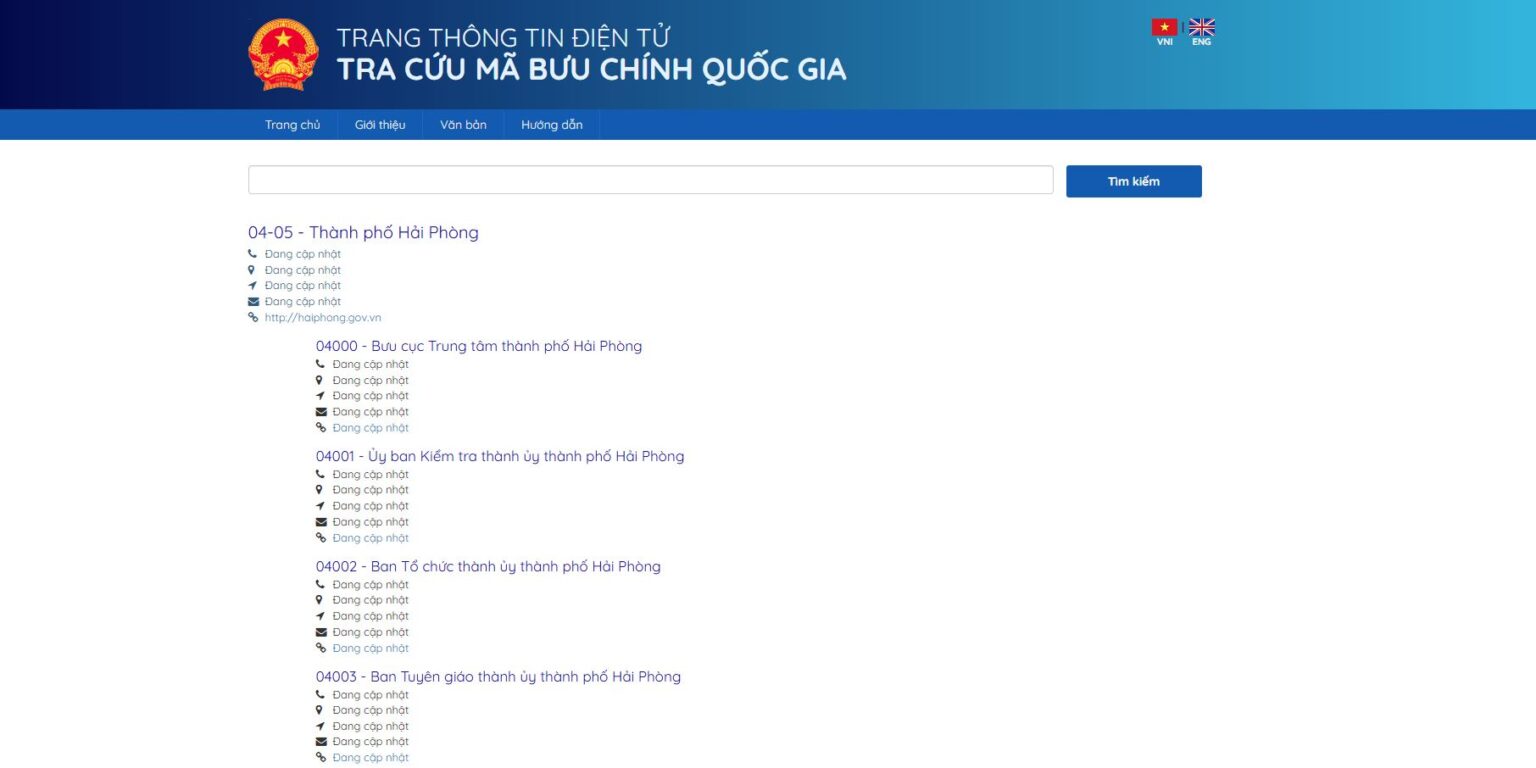 TRANG THÔNG TIN ĐIỆN TỬ
TRA CỨU MÃ BƯU CHÍNH QUỐC GIA
VNI | ENG
Trang chủ Giới thiệu Văn bản Hướng dẫn
Tìm kiếm
04-05 - Thành phố Hải Phòng
Đang cập nhật
Đang cập nhật
Đang cập nhật
Đang cập nhật
http://haiphong.gov.vn
04000 - Bưu cục Trung tâm thành phố Hải Phòng
Đang cập nhật
Đang cập nhật
Đang cập nhật
Đang cập nhật
Đang cập nhật
04001 - Ủy ban Kiểm tra thành ủy thành phố Hải Phòng
Đang cập nhật
Đang cập nhật
Đang cập nhật
Đang cập nhật
Đang cập nhật
04002 - Ban Tổ chức thành ủy thành phố Hải Phòng
Đang cập nhật
Đang cập nhật
Đang cập nhật
Đang cập nhật
Đang cập nhật
04003 - Ban Tuyên giáo thành ủy thành phố Hải Phòng
Đang cập nhật
Đang cập nhật
Đang cập nhật
Đang cập nhật
Đang cập nhật